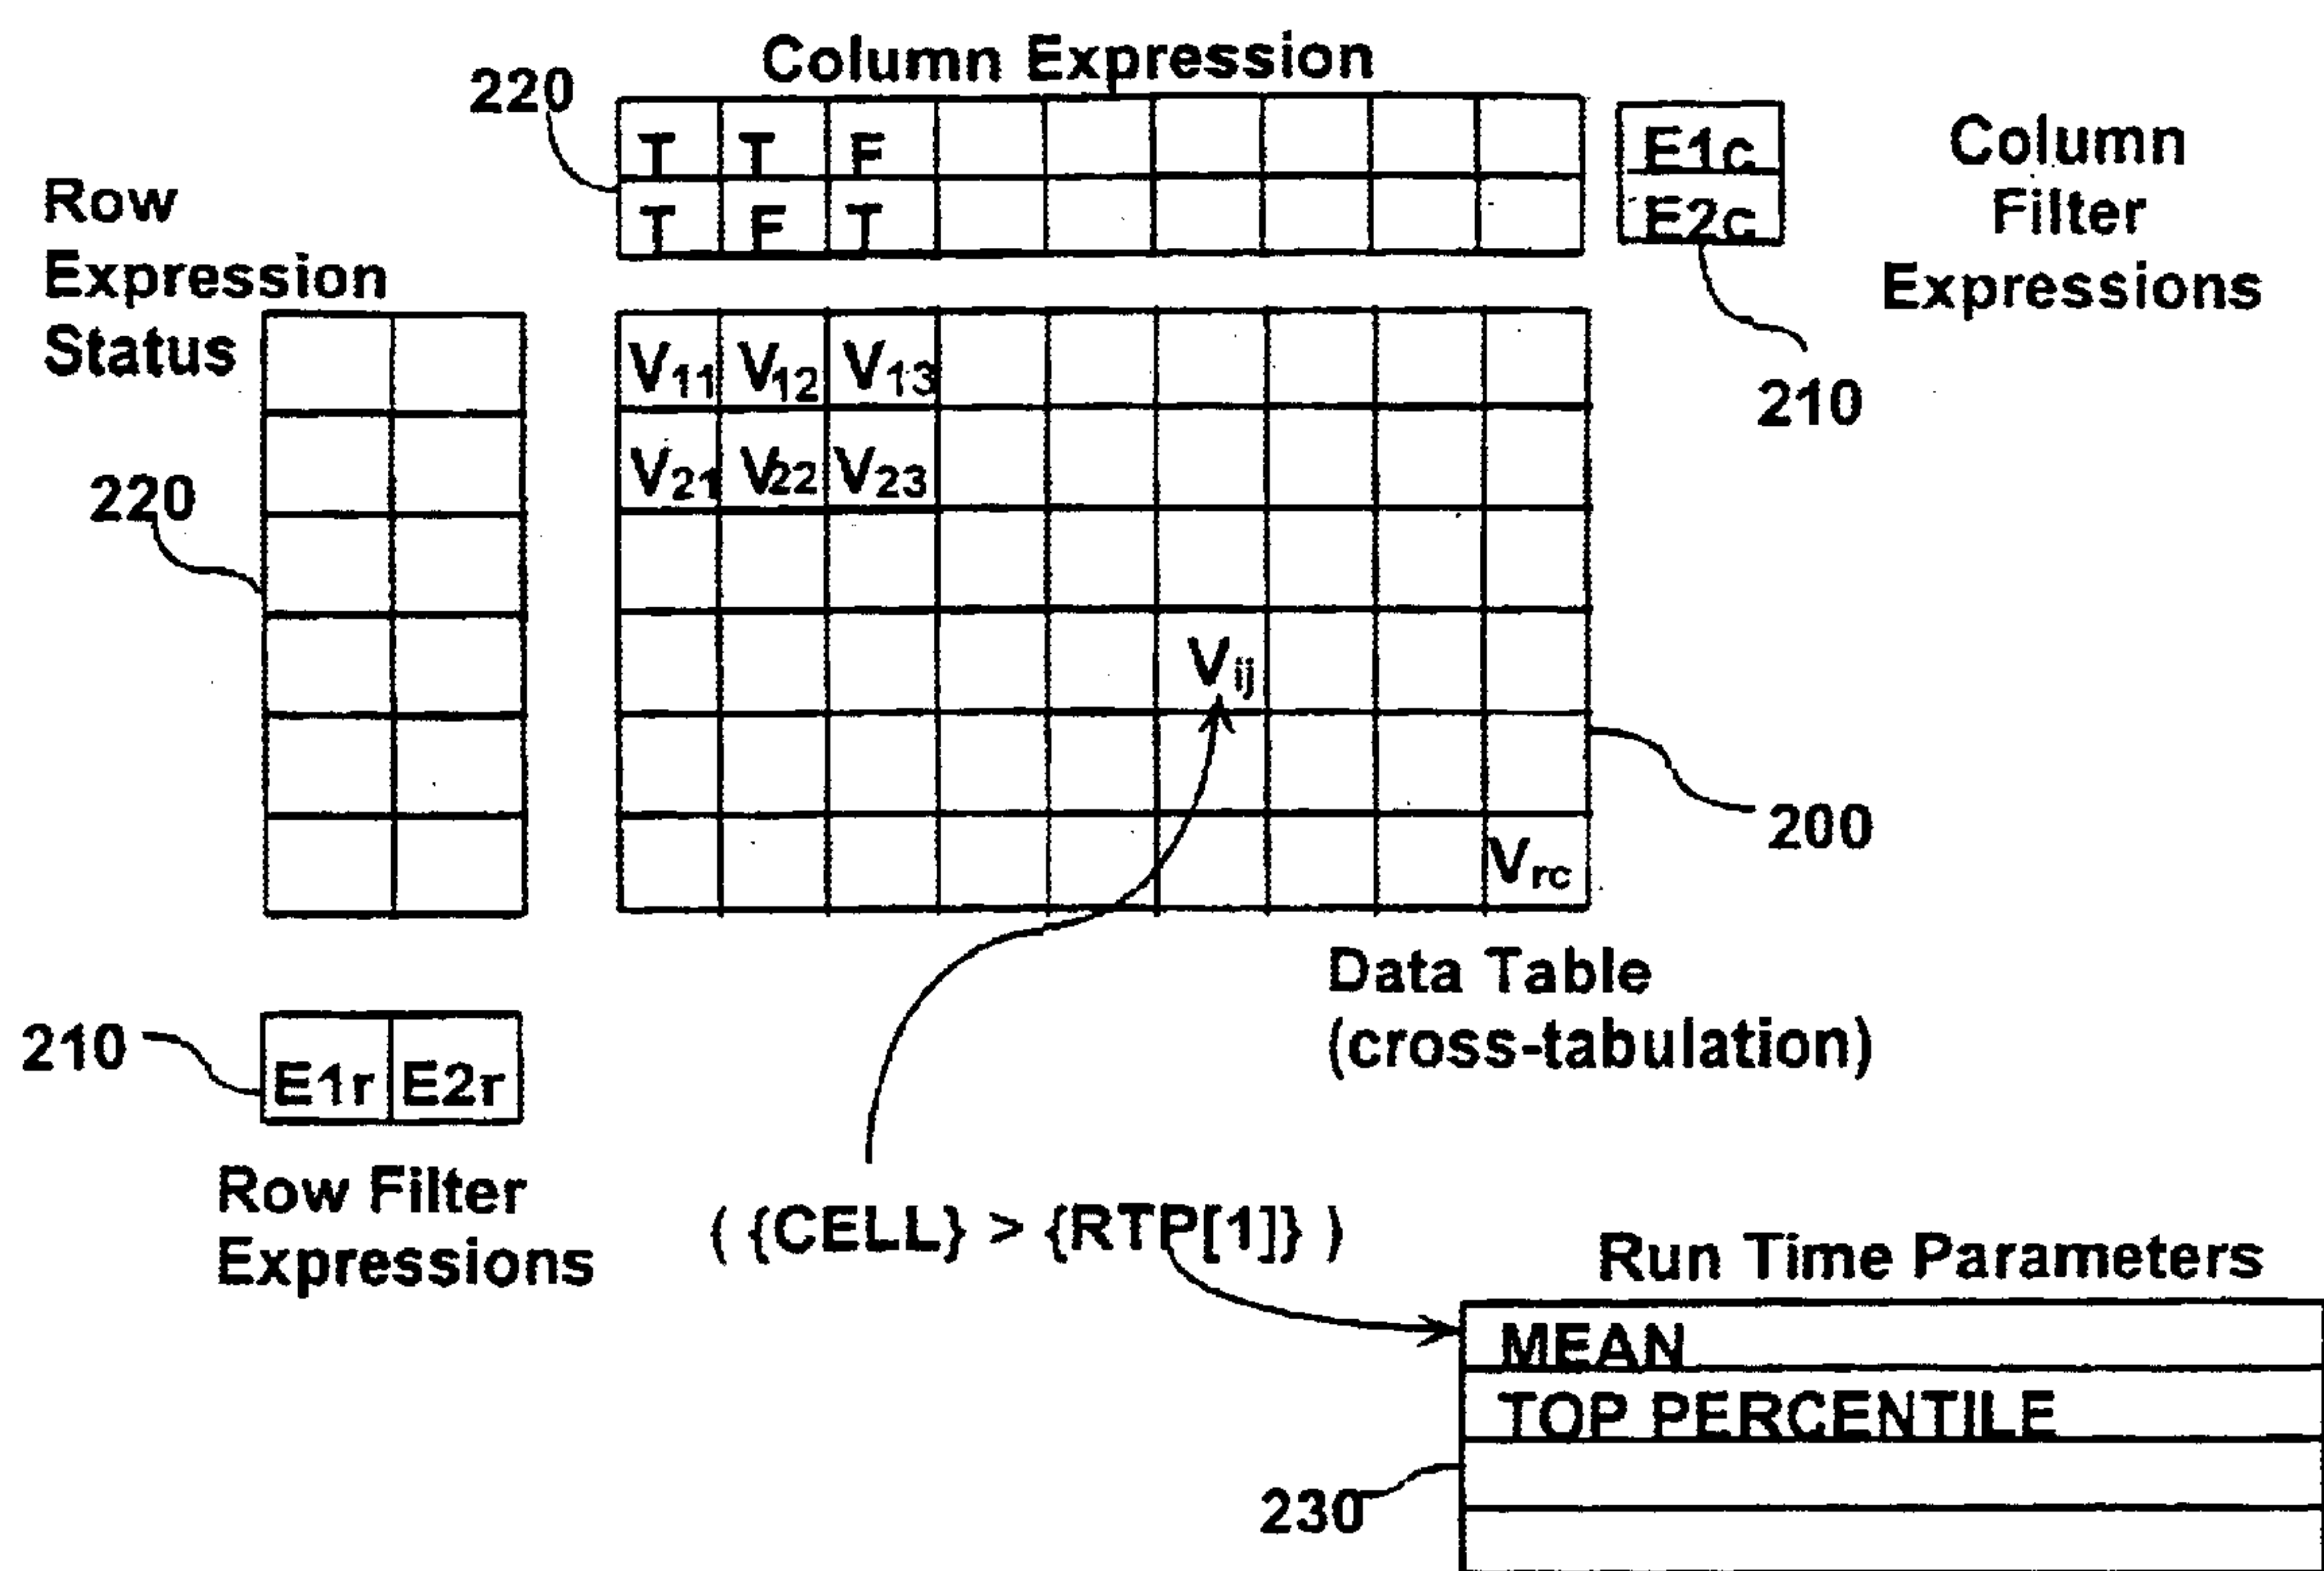 Column Expression
220
T T F
T F T
E1c
E2c
Column
Filter
Expressions
210
Row
Expression
Status
220
V11 V12 V13
V21 V22 V23
Vij
Vrc
200
Data Table
(cross-tabulation)
210
E1r E2r
Row Filter
Expressions
( {CELL} > {RTP[1]} )
Run Time Parameters
MEAN
TOP PERCENTILE
230